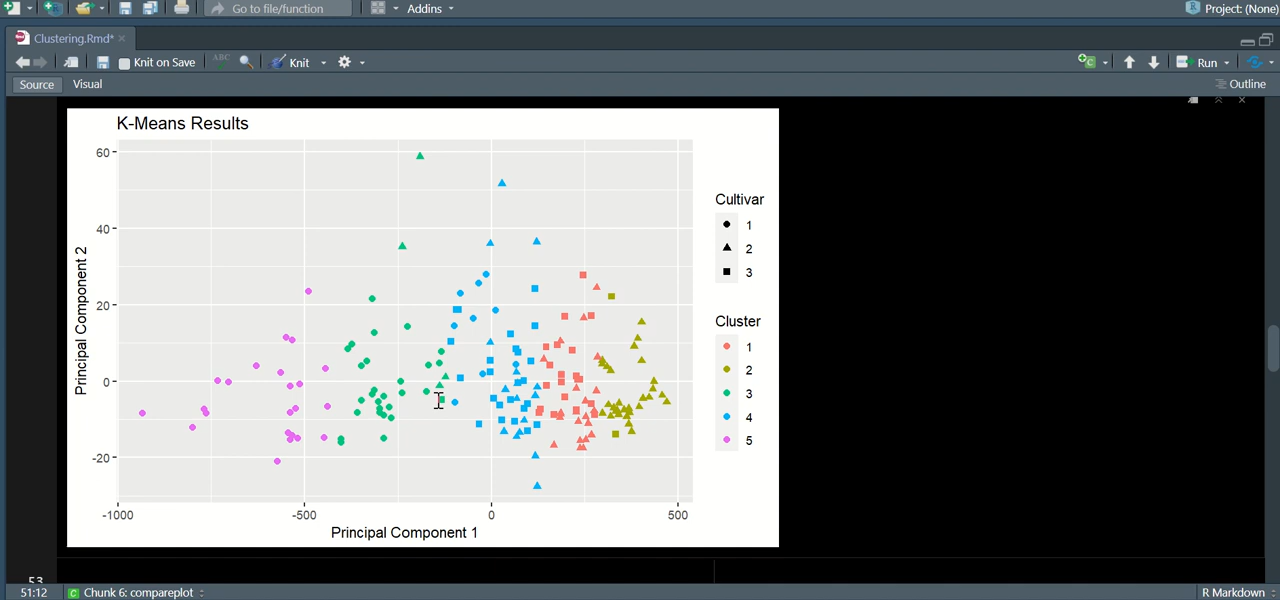 Go to file/function
Addins
Project: (None)
Clustering.Rmd*
Knit on Save
ABC
Knit
Run
Source
Visual
Outline
K-Means Results
60
40
20
0
-20
Principal Component 2
-1000
-500
0
500
Principal Component 1
Cultivar
1
2
3
Cluster
1
2
3
4
5
53
51:12
Chunk 6: compareplot
R Markdown